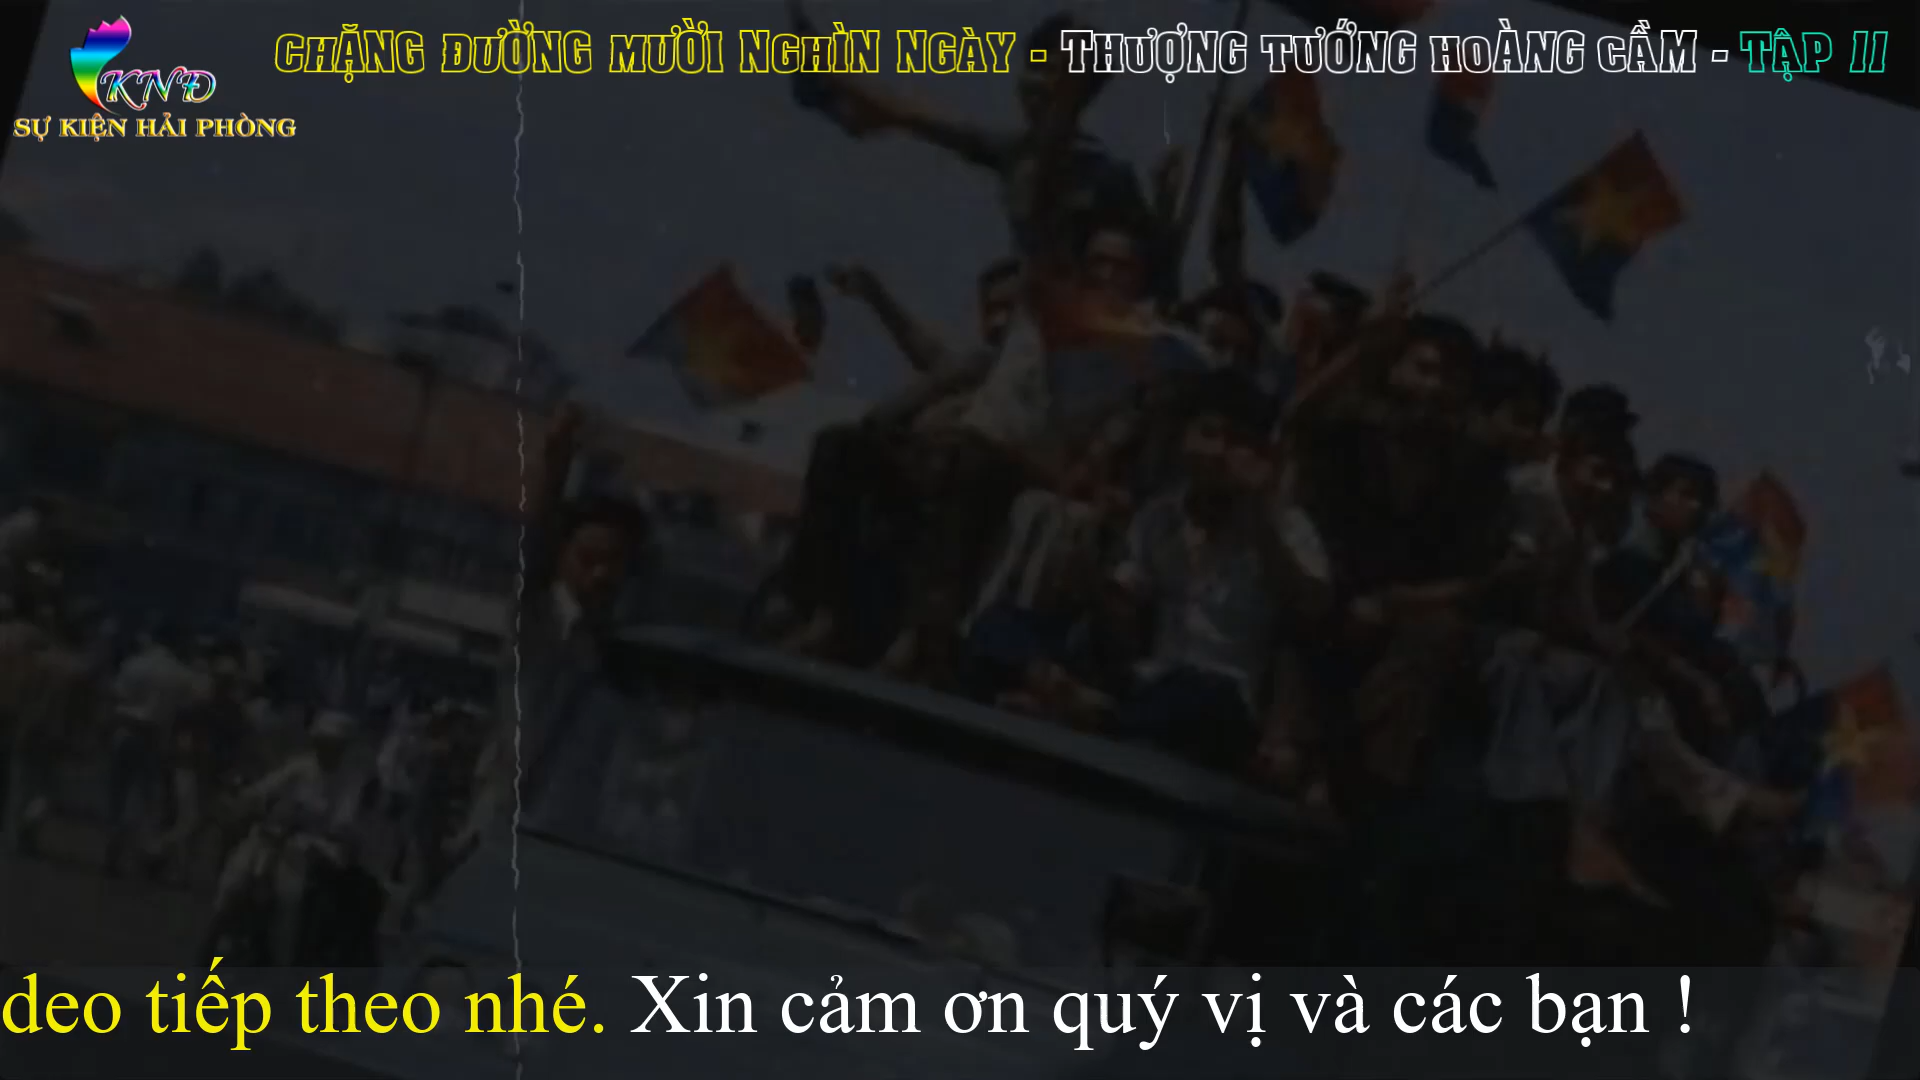 CHẶNG ĐƯỜNG MƯỜI NGHÌN NGÀY - THƯỢNG TƯỚNG HOÀNG CẦM - TẬP 11
KNĐ
SỰ KIỆN HẢI PHÒNG
deo tiếp theo nhé. Xin cảm ơn quý vị và các bạn !